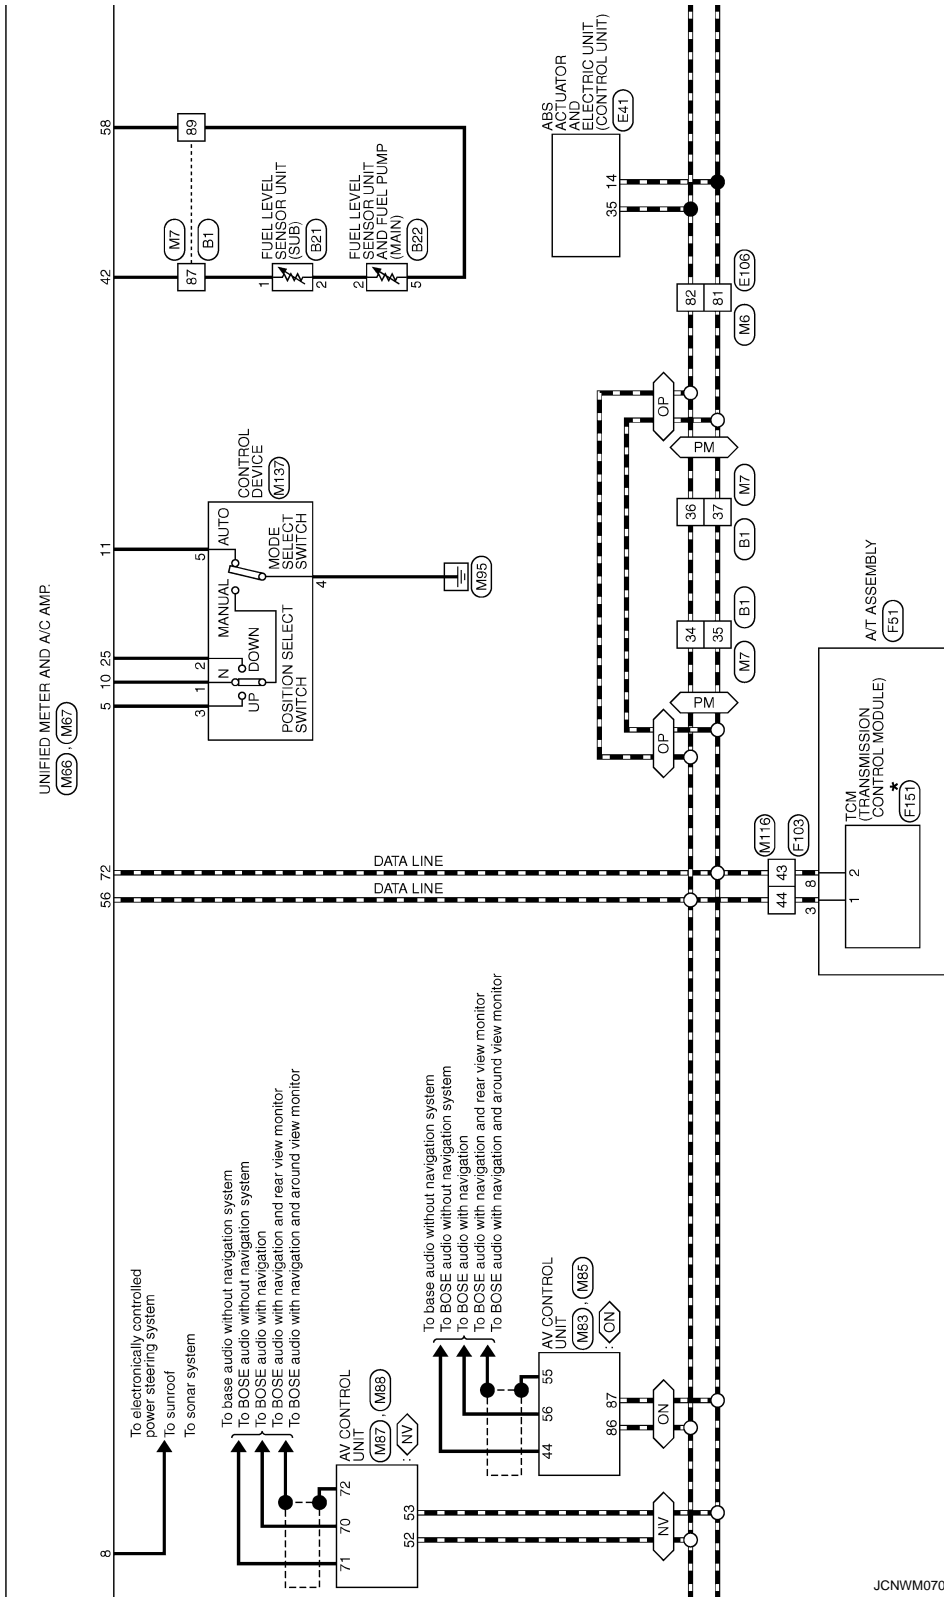 UNIFIED METER AND A/C AMP.
M66 , M67
8
56
72
5
10
25
11
42
58
To electronically controlled
power steering system
To sunroof
To sonar system
To base audio without navigation system
To BOSE audio without navigation system
To BOSE audio with navigation
To BOSE audio with navigation and rear view monitor
To BOSE audio with navigation and around view monitor
AV CONTROL
UNIT
M87 , M88
: NV
71
70
72
52
53
NV
To base audio without navigation system
To BOSE audio without navigation system
To BOSE audio with navigation
To BOSE audio with navigation and rear view monitor
To BOSE audio with navigation and around view monitor
AV CONTROL
UNIT
M83 , M85
: ON
44
56
55
86
87
ON
DATA LINE
DATA LINE
M116
F103
44
43
3
8
1
2
TCM
(TRANSMISSION
CONTROL MODULE)
*
F151
A/T ASSEMBLY
F51
3
1
2
5
UP
N
DOWN
MANUAL
AUTO
POSITION SELECT
SWITCH
MODE
SELECT
SWITCH
CONTROL
DEVICE
M137
4
M95
M7
B1
87
89
1
2
FUEL LEVEL
SENSOR UNIT
(SUB)
B21
2
5
FUEL LEVEL
SENSOR UNIT
AND FUEL PUMP
(MAIN)
B22
OP
PM
34
35
M7
B1
36
37
B1
M7
PM
OP
82
81
M6
E106
ABS
ACTUATOR
AND
ELECTRIC UNIT
(CONTROL UNIT)
E41
35
14
JCNWM070